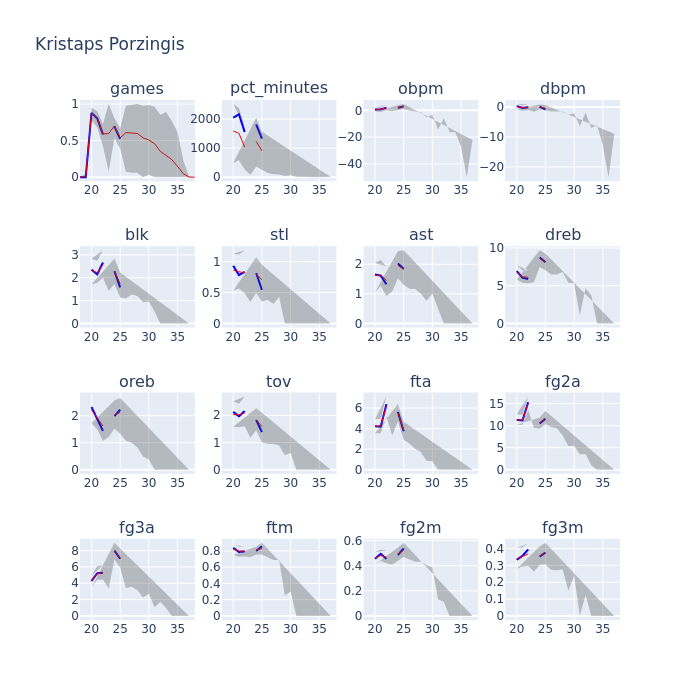 Kristaps Porziņģis
games pct_minutes obpm dbpm
1 0.5 0
2000 1000 0
0 −20 −40
0 −10 −20
20 25 30 35 20 25 30 35 20 25 30 35 20 25 30 35
blk stl ast dreb
3 2 1 0
1 0.5 0
2 1 0
10 5 0
20 25 30 35 20 25 30 35 20 25 30 35 20 25 30 35
oreb tov fta fg2a
2 1 0
2 1 0
6 4 2 0
15 10 5 0
20 25 30 35 20 25 30 35 20 25 30 35 20 25 30 35
fg3a ftm fg2m fg3m
8 6 4 2 0
0.8 0.6 0.4 0.2 0
0.6 0.4 0.2 0
0.4 0.3 0.2 0.1 0
20 25 30 35 20 25 30 35 20 25 30 35 20 25 30 35